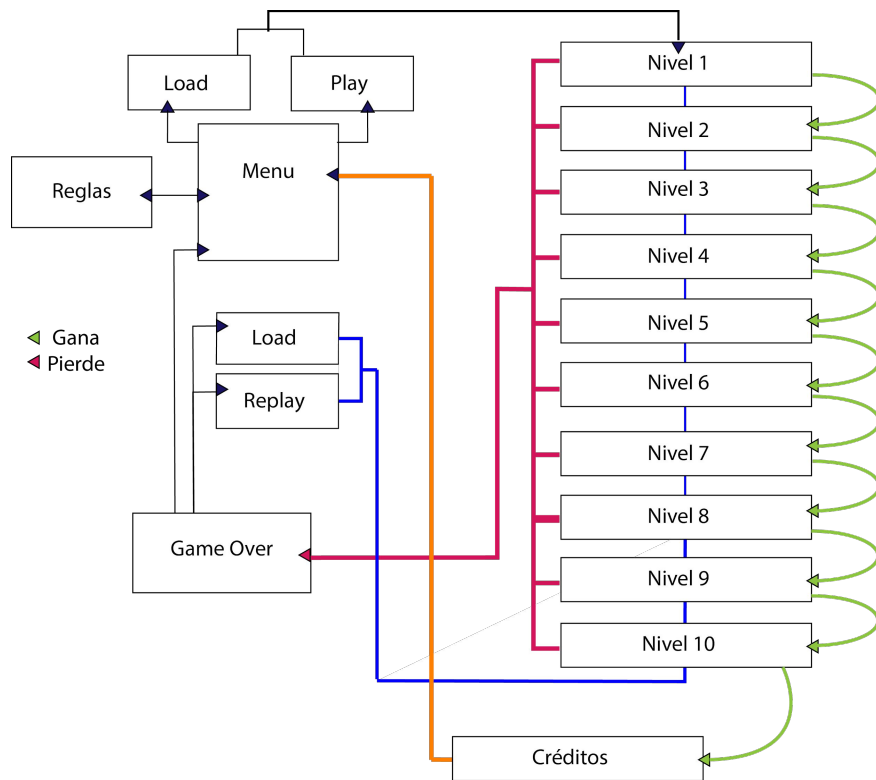 Load
Play
Menu
Reglas
Gana
Pierde
Load
Replay
Game Over
Nivel 1
Nivel 2
Nivel 3
Nivel 4
Nivel 5
Nivel 6
Nivel 7
Nivel 8
Nivel 9
Nivel 10
Créditos